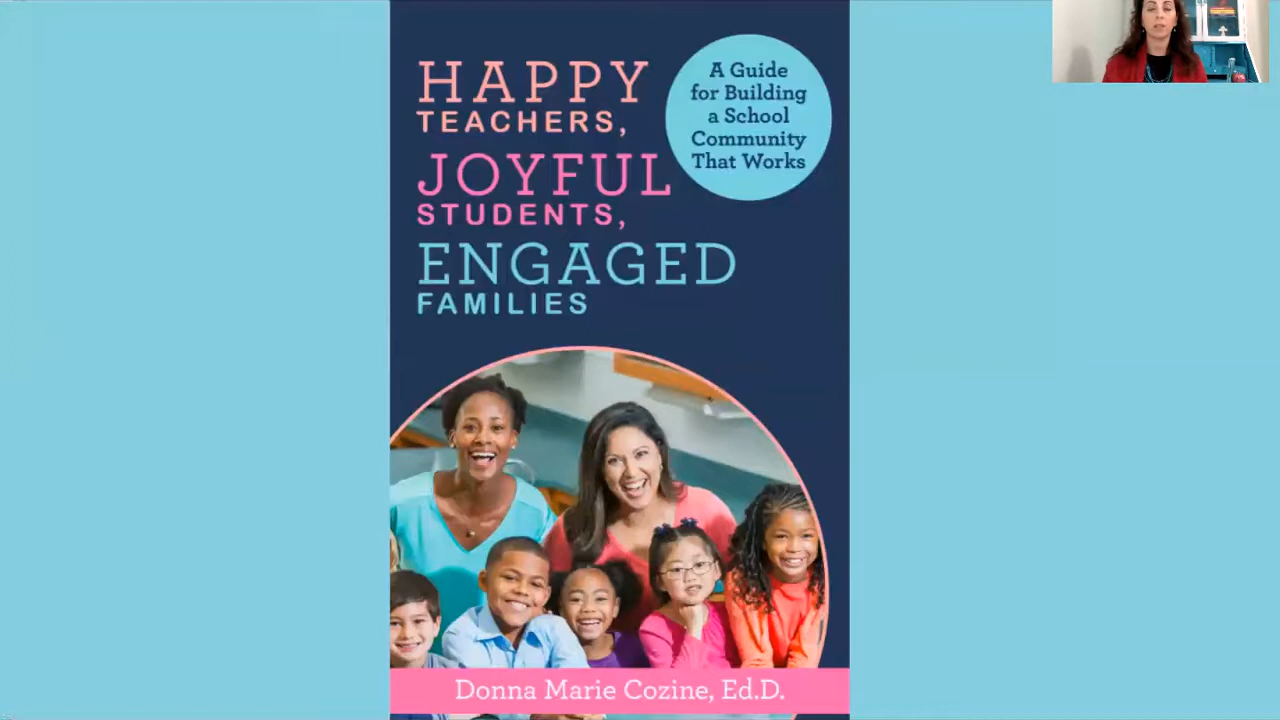 HAPPY
TEACHERS,
JOYFUL
STUDENTS,
ENGAGED
FAMILIES
A Guide
for Building
a School
Community
That Works
Donna Marie Cozine, Ed.D.